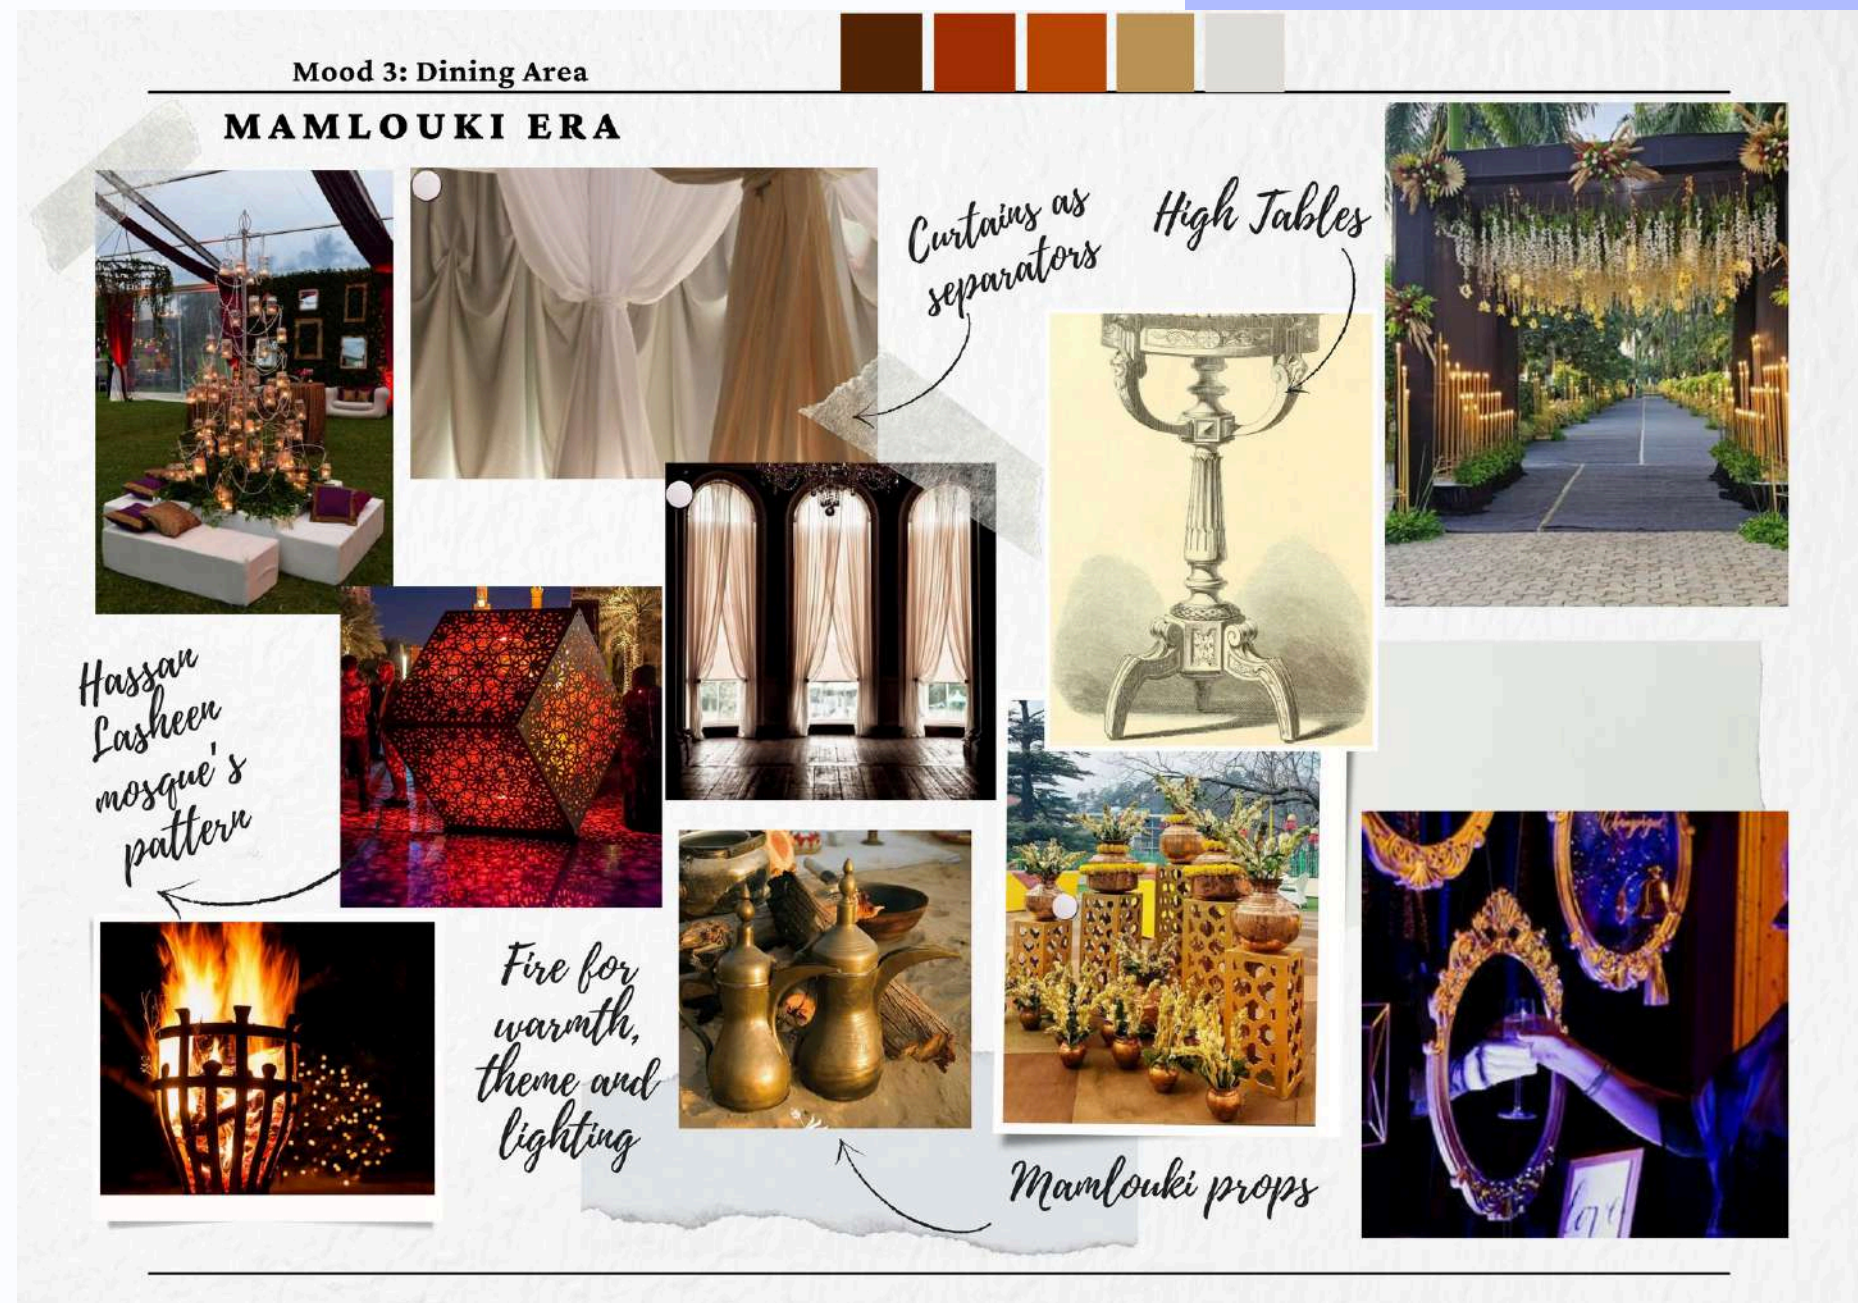 Mood 3: Dining Area
MAMLOUKI ERA
Curtains as
separators
High Tables
Hassan
Lasheen
mosque's
pattern
Fire for
warmth,
theme and
lighting
Mamlouki props
love